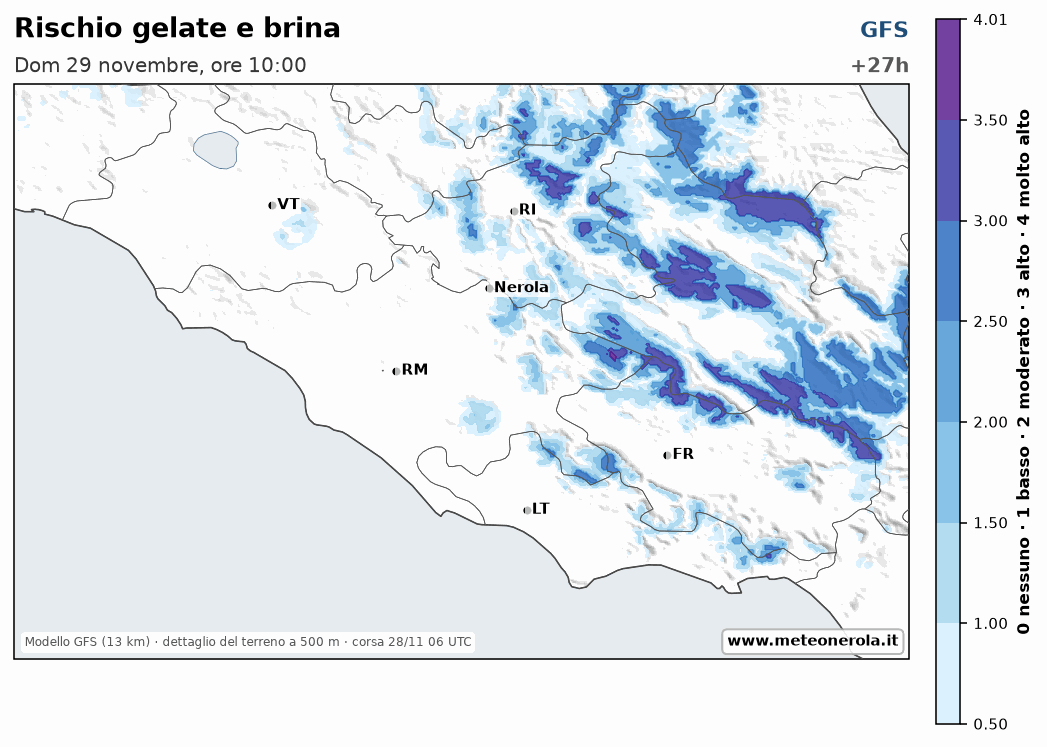 Rischio gelate e brina
GFS
Dom 29 novembre, ore 10:00
+27h
4.01
3.50
3.00
2.50
2.00
1.50
1.00
0.50
0 nessuno · 1 basso · 2 moderato · 3 alto · 4 molto alto
VT
RI
Nerola
RM
FR
LT
Modello GFS (13 km) · dettaglio del terreno a 500 m · corsa 28/11 06 UTC
www.meteonerola.it